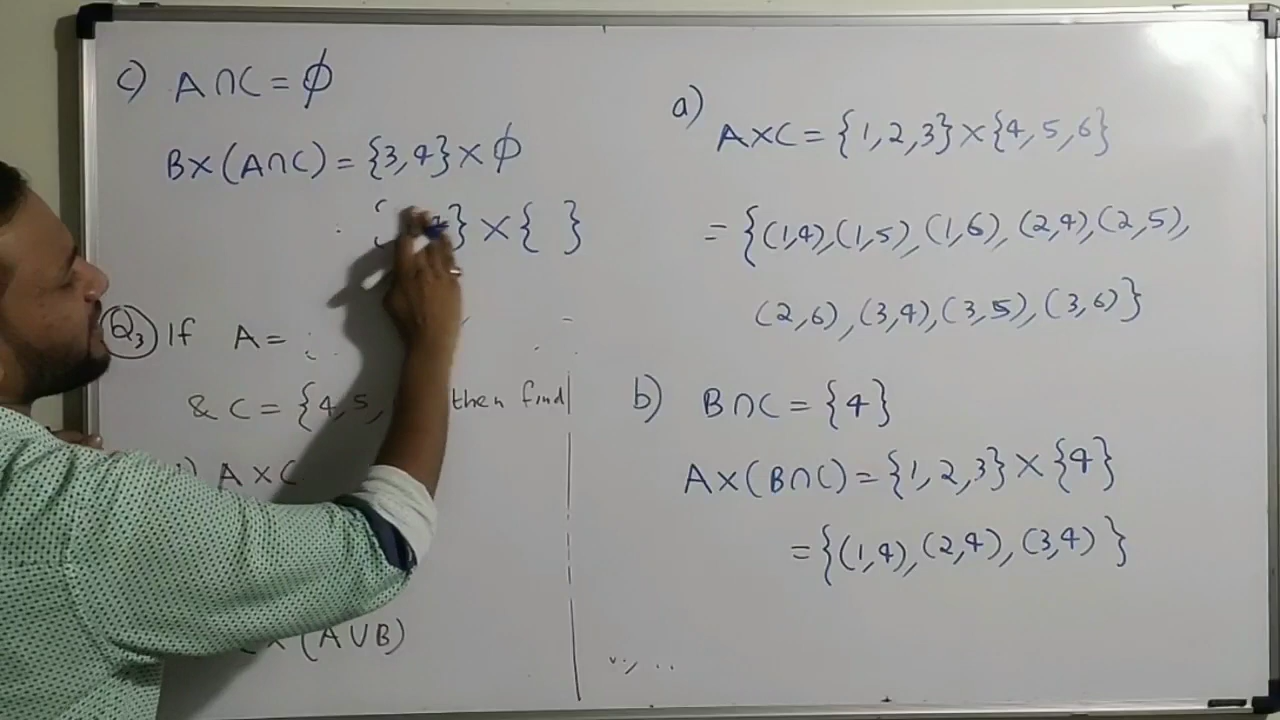 c) A∩C = ϕ
B×(A∩C) = {3,4}×ϕ
} × { }
Q3 If A =
& C = {4,5, then find
) A×C
×(A∪B)
a) A×C = {1,2,3}×{4,5,6}
= {(1,4),(1,5),(1,6),(2,4),(2,5),
(2,6),(3,4),(3,5),(3,6)}
b) B∩C = {4}
A×(B∩C) = {1,2,3}×{4}
= {(1,4),(2,4),(3,4)}